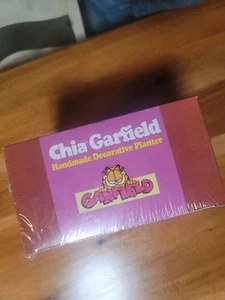 Chia Garfield
Handmade Decorative Planter
GARFIELD